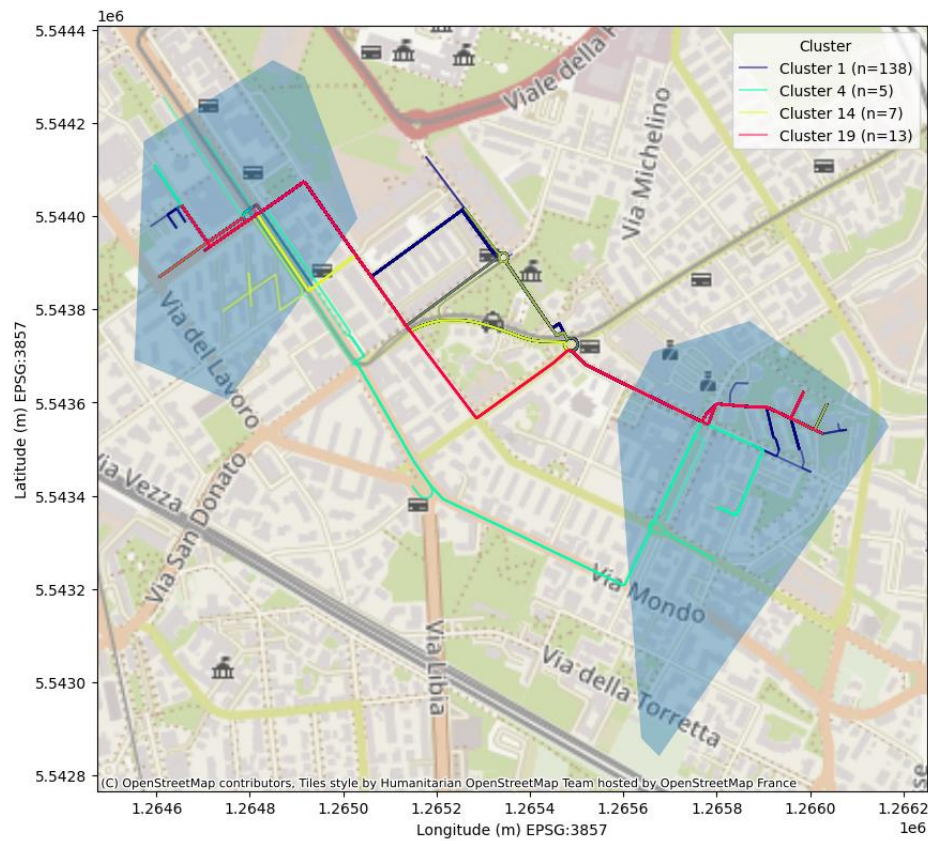 1e6
5.5444
5.5442
5.5440
5.5438
5.5436
5.5434
5.5432
5.5430
5.5428
Latitude (m) EPSG:3857
Cluster
Cluster 1 (n=138)
Cluster 4 (n=5)
Cluster 14 (n=7)
Cluster 19 (n=13)
Viale della
Via Michelino
Via del Lavoro
Via Vezza
Via San Donato
Via Mondo
Via Libia
Via della Torretta
(C) OpenStreetMap contributors, Tiles style by Humanitarian OpenStreetMap Team hosted by OpenStreetMap France
1.2646 1.2648 1.2650 1.2652 1.2654 1.2656 1.2658 1.2660 1.2662
Longitude (m) EPSG:3857
1e6